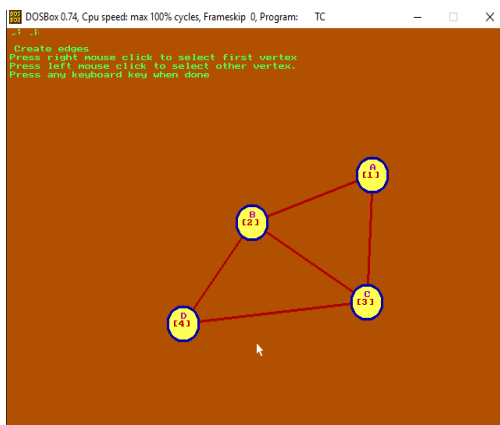 DOSBox 0.74, Cpu speed: max 100% cycles, Frameskip 0, Program: TC
Create edges
Press right mouse click to select first vertex
Press left mouse click to select other vertex.
Press any keyboard key when done
A
[1]
B
[2]
C
[3]
D
[4]